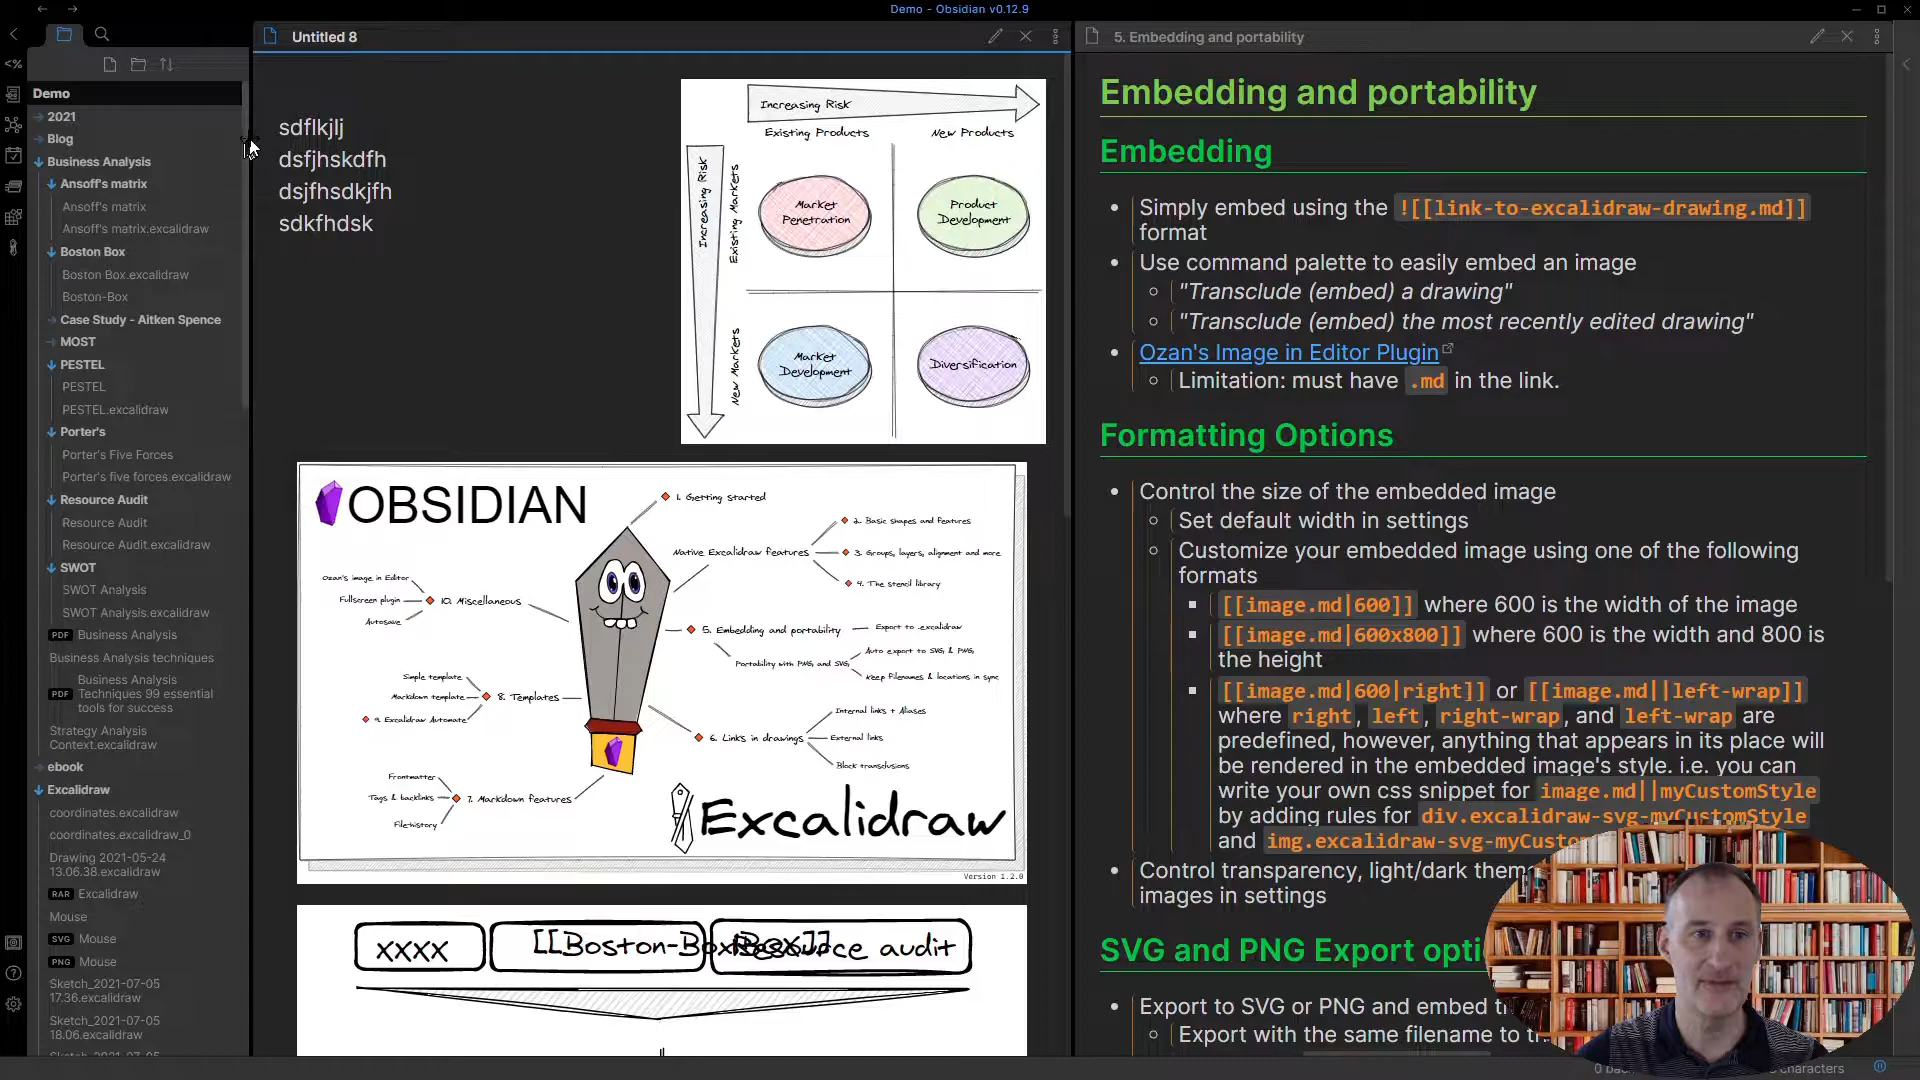 Demo - Obsidian v0.12.9
Untitled 8
5. Embedding and portability
Demo
2021
Blog
Business Analysis
Ansoff's matrix
Ansoff's matrix
Ansoff's matrix.excalidraw
Boston Box
Boston Box.excalidraw
Boston-Box
Case Study - Aitken Spence
MOST
PESTEL
PESTEL
PESTEL.excalidraw
Porter's
Porter's Five Forces
Porter's five forces.excalidraw
Resource Audit
Resource Audit
Resource Audit.excalidraw
SWOT
SWOT Analysis
SWOT Analysis.excalidraw
PDF Business Analysis
Business Analysis techniques
PDF Business Analysis
Techniques 99 essential
tools for success
Strategy Analysis
Context.excalidraw
ebook
Excalidraw
coordinates.excalidraw
coordinates.excalidraw_0
Drawing 2021-05-24
13.06.38.excalidraw
RAR Excalidraw
Mouse
SVG Mouse
PNG Mouse
Sketch_2021-07-05
17.36.excalidraw
Sketch_2021-07-05
18.06.excalidraw
sdflkjlj
dsfjhskdfh
dsjfhsdkjfh
sdkfhdsk
Increasing Risk
Existing Products
New Products
Increasing Risk
Existing Markets
New Markets
Market
Penetration
Product
Development
Market
Development
Diversification
OBSIDIAN
1. Getting started
Native Excalidraw features
2. Basic shapes and features
3. Groups, layers, alignment and more
4. The stencil library
5. Embedding and portability
Export to .excalidraw
Portability with PNG and SVG
Auto export to SVG & PNG
Keep filenames & locations in sync
6. Links in drawings
Internal links + Aliases
External links
Block transclusions
7. Markdown features
Frontmatter
Tags & backlinks
File-history
8. Templates
Simple template
Markdown template
9. Excalidraw Automate
10. Miscellaneous
Ozan's image in Editor
Fullscreen plugin
Autosave
Excalidraw
Version 1.2.0
xxxx
[[Boston-Box
Resource audit
Embedding and portability
Embedding
Simply embed using the ![[link-to-excalidraw-drawing.md]]
format
Use command palette to easily embed an image
"Transclude (embed) a drawing"
"Transclude (embed) the most recently edited drawing"
Ozan's Image in Editor Plugin
Limitation: must have .md in the link.
Formatting Options
Control the size of the embedded image
Set default width in settings
Customize your embedded image using one of the following
formats
[[image.md|600]] where 600 is the width of the image
[[image.md|600x800]] where 600 is the width and 800 is
the height
[[image.md|600|right]] or [[image.md||left-wrap]]
where right, left, right-wrap, and left-wrap are
predefined, however, anything that appears in its place will
be rendered in the embedded image's style. i.e. you can
write your own css snippet for image.md||myCustomStyle
by adding rules for div.excalidraw-svg-myCustomStyle
and img.excalidraw-svg-myCusto
Control transparency, light/dark theme
images in settings
SVG and PNG Export opti
Export to SVG or PNG and embed t
Export with the same filename to t
characters